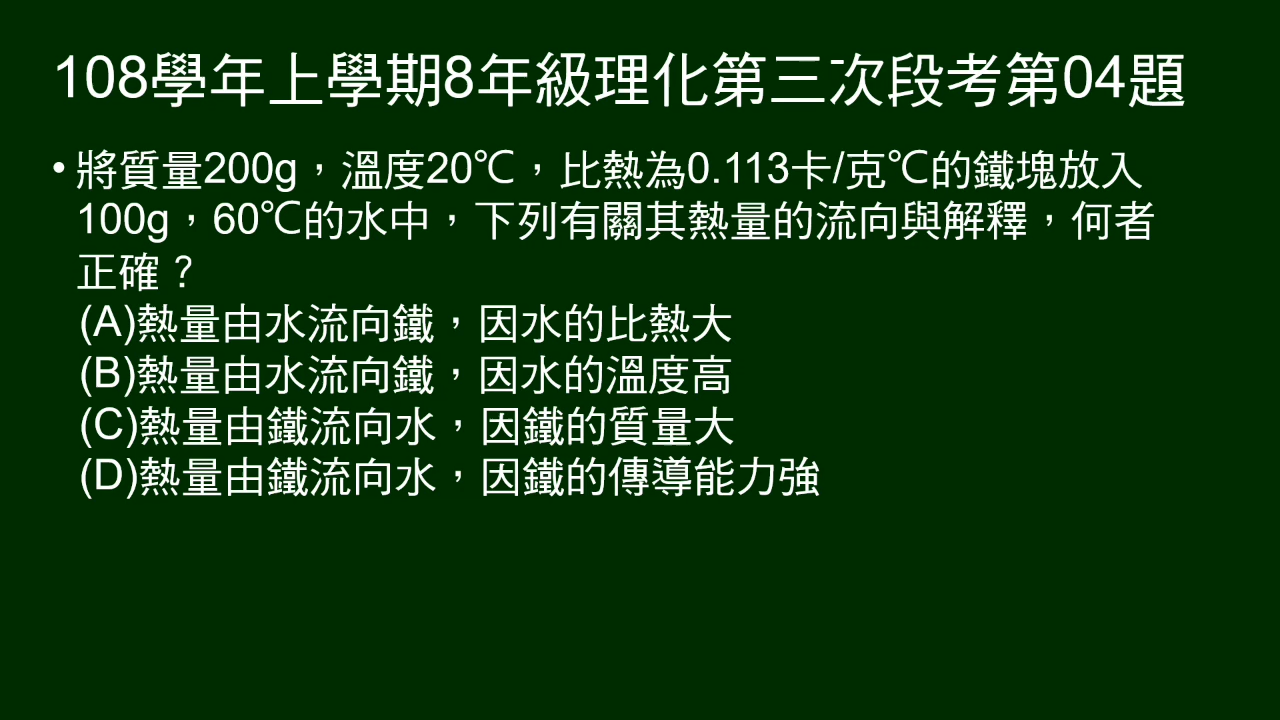 108學年上學期8年級理化第三次段考第04題
• 將質量200g，溫度20℃，比熱為0.113卡/克℃的鐵塊放入
100g，60℃的水中，下列有關其熱量的流向與解釋，何者
正確？
(A)熱量由水流向鐵，因水的比熱大
(B)熱量由水流向鐵，因水的溫度高
(C)熱量由鐵流向水，因鐵的質量大
(D)熱量由鐵流向水，因鐵的傳導能力強